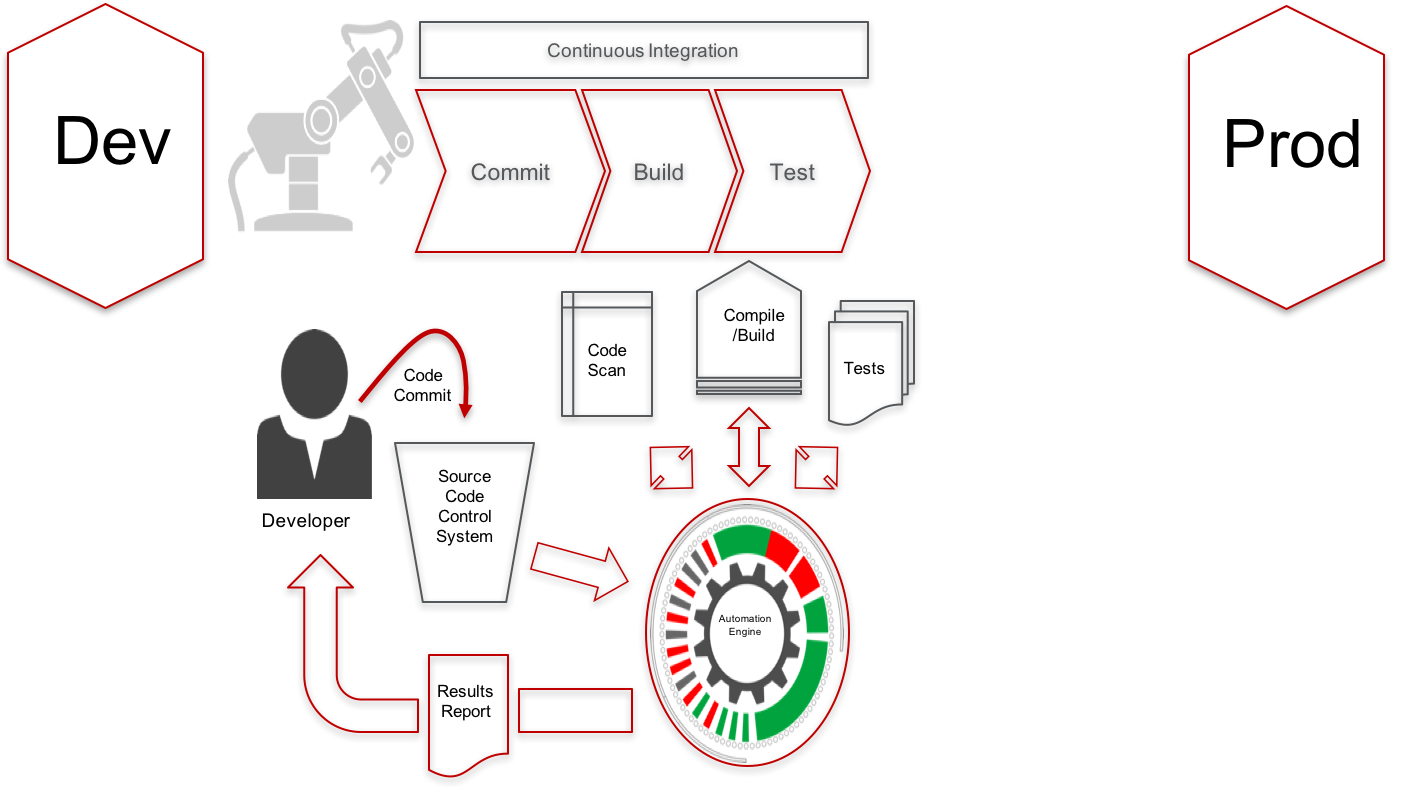 Dev
Continuous Integration
Prod
Commit
Build
Test
Code
Scan
Compile
/Build
Tests
Code
Commit
Source
Code
Control
System
Developer
Automation
Engine
Results
Report